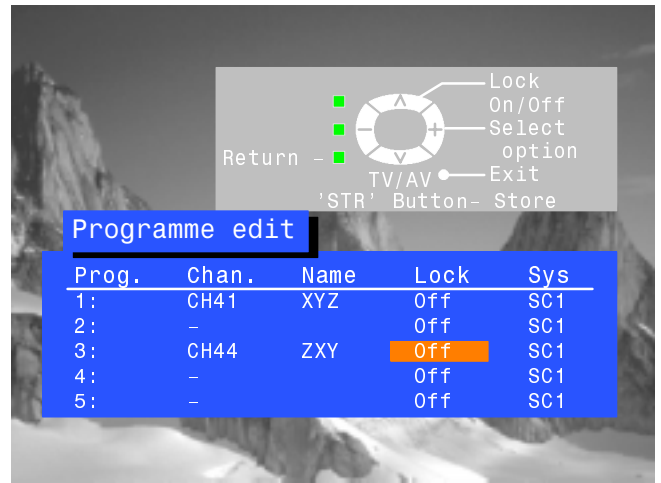 Lock
On/Off
Select
option
Return –
TV/AV
Exit
'STR' Button– Store
Programme edit
Prog. Chan. Name Lock Sys
1: CH41 XYZ Off SC1
2: – Off SC1
3: CH44 ZXY Off SC1
4: – Off SC1
5: – Off SC1